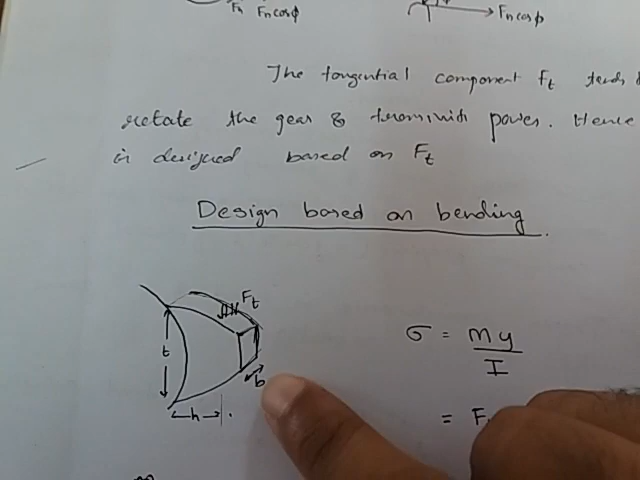 Fn Fn cosϕ
Fn cosϕ
The tangential component Ft tends
rotate the gear & transmits power. Hence
is designed based on Ft
Design based on bending.
Ft
t
b
h
σ = My
I
= F